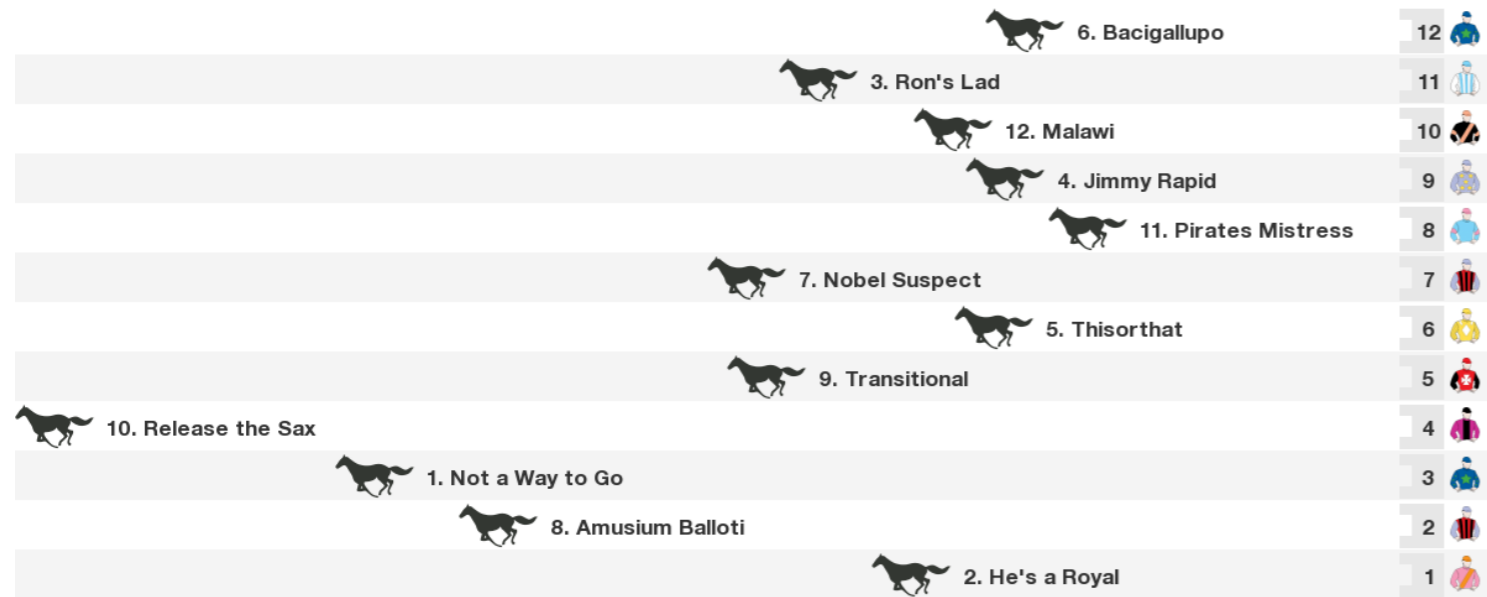 6. Bacigallupo 12
3. Ron's Lad 11
12. Malawi 10
4. Jimmy Rapid 9
11. Pirates Mistress 8
7. Nobel Suspect 7
5. Thisorthat 6
9. Transitional 5
10. Release the Sax 4
1. Not a Way to Go 3
8. Amusium Balloti 2
2. He's a Royal 1